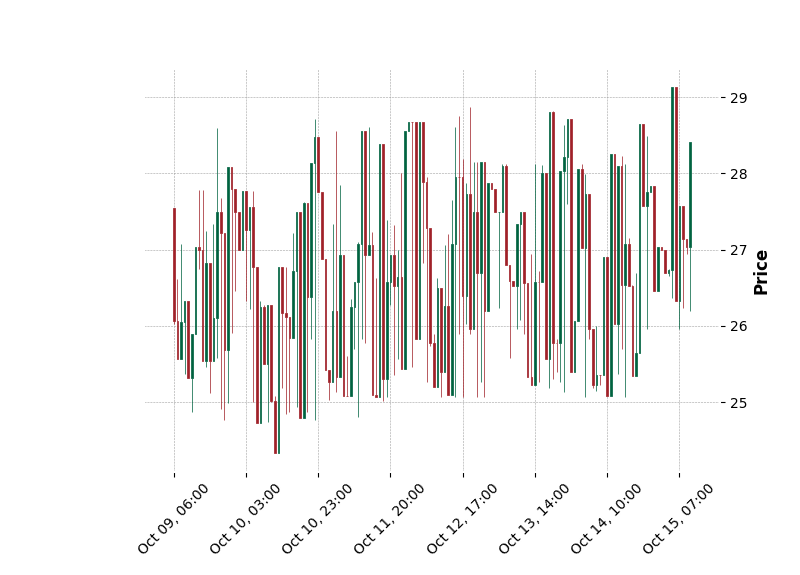 29
28
27
26
25
Price
Oct 09, 06:00
Oct 10, 03:00
Oct 10, 23:00
Oct 11, 20:00
Oct 12, 17:00
Oct 13, 14:00
Oct 14, 10:00
Oct 15, 07:00